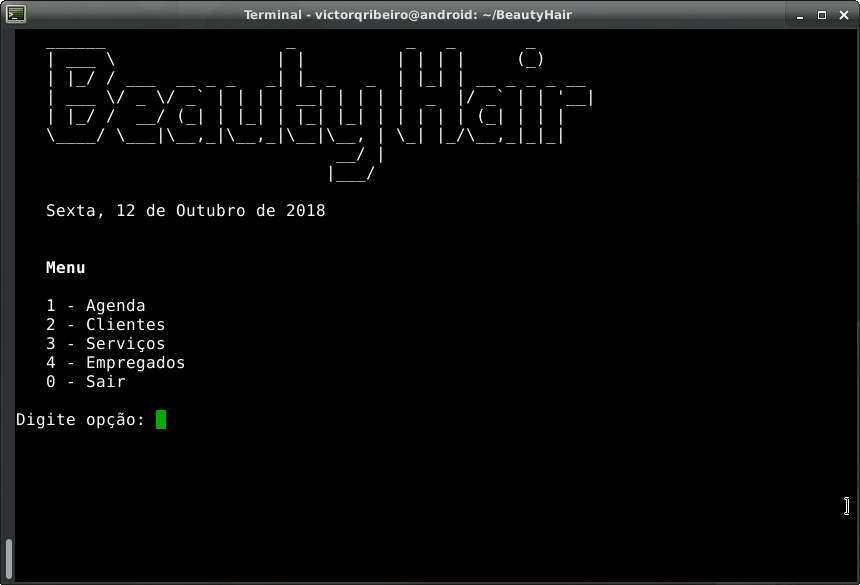 Terminal - victorqribeiro@android: ~/BeautyHair
BeautyHair
Sexta, 12 de Outubro de 2018
Menu
1 - Agenda
2 - Clientes
3 - Serviços
4 - Empregados
0 - Sair
Digite opção: